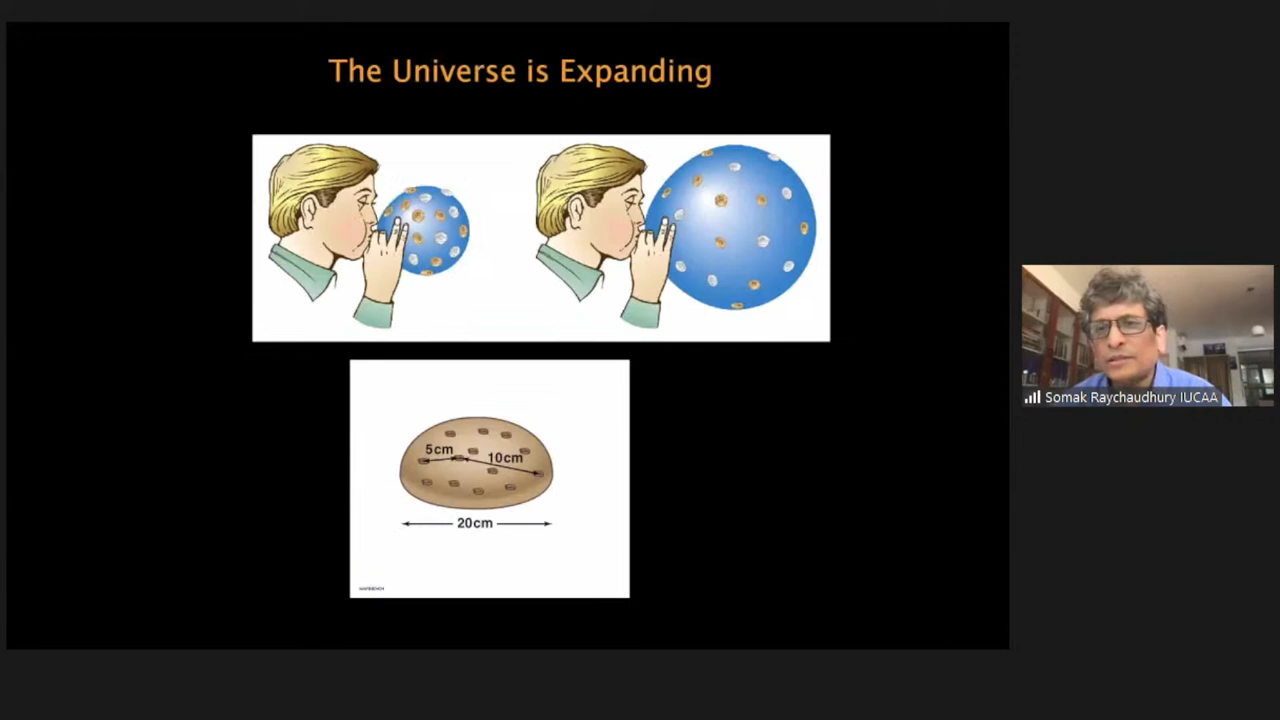 The Universe is Expanding
5cm
10cm
20cm
Somak Raychaudhury IUCAA